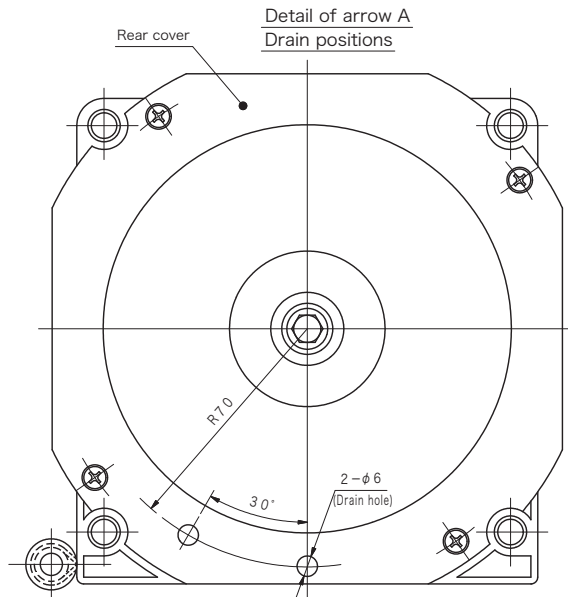 Detail of arrow A
Drain positions
Rear cover
R70
30°
2-φ6
(Drain hole)